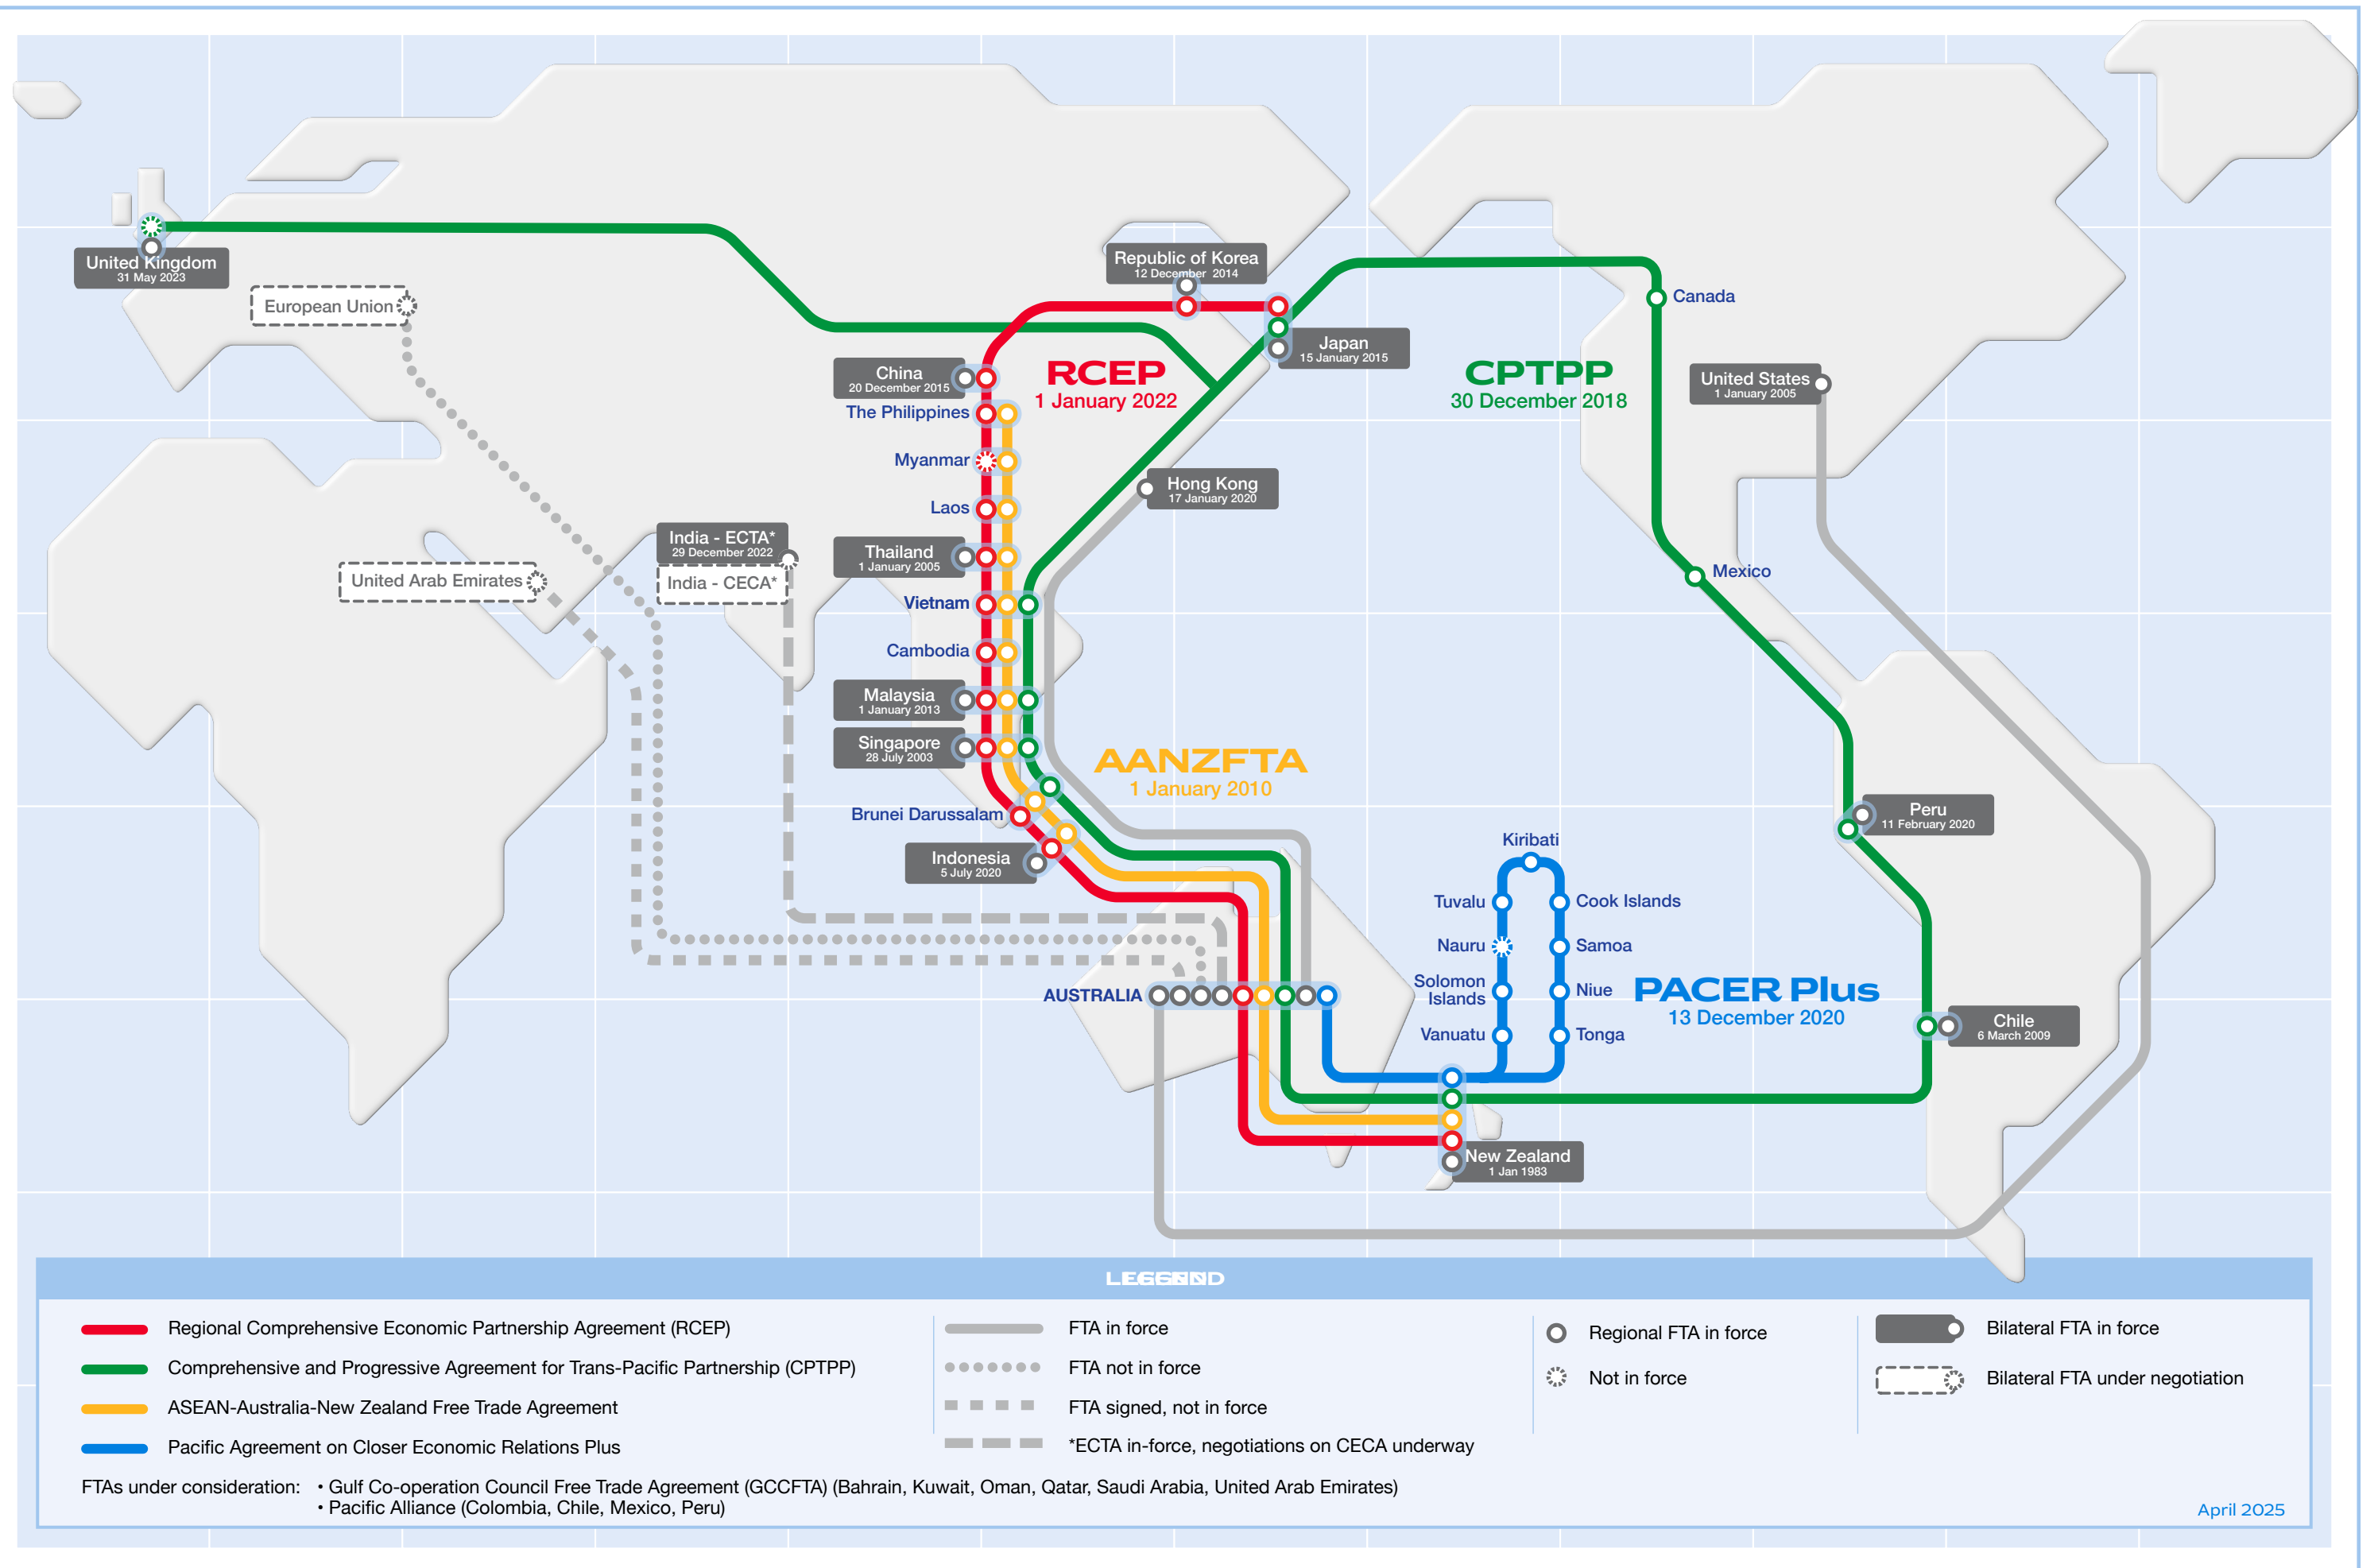 United Kingdom
31 May 2023
European Union
Republic of Korea
12 December 2014
Japan
15 January 2015
Canada
China
20 December 2015
RCEP
1 January 2022
CPTPP
30 December 2018
United States
1 January 2005
The Philippines
Myanmar
Hong Kong
17 January 2020
Laos
India - ECTA*
29 December 2022
India - CECA*
United Arab Emirates
Thailand
1 January 2005
Mexico
Vietnam
Cambodia
Malaysia
1 January 2013
Singapore
28 July 2003
AANZFTA
1 January 2010
Brunei Darussalam
Peru
11 February 2020
Indonesia
5 July 2020
Kiribati
Tuvalu
Cook Islands
Nauru
Samoa
Solomon
Islands
Niue
PACER Plus
13 December 2020
AUSTRALIA
Vanuatu
Tonga
Chile
6 March 2009
New Zealand
1 Jan 1983
LEGEND
Regional Comprehensive Economic Partnership Agreement (RCEP)
Comprehensive and Progressive Agreement for Trans-Pacific Partnership (CPTPP)
ASEAN-Australia-New Zealand Free Trade Agreement
Pacific Agreement on Closer Economic Relations Plus
FTA in force
FTA not in force
FTA signed, not in force
*ECTA in-force, negotiations on CECA underway
Regional FTA in force
Not in force
Bilateral FTA in force
Bilateral FTA under negotiation
FTAs under consideration: • Gulf Co-operation Council Free Trade Agreement (GCCFTA) (Bahrain, Kuwait, Oman, Qatar, Saudi Arabia, United Arab Emirates)
• Pacific Alliance (Colombia, Chile, Mexico, Peru)
April 2025